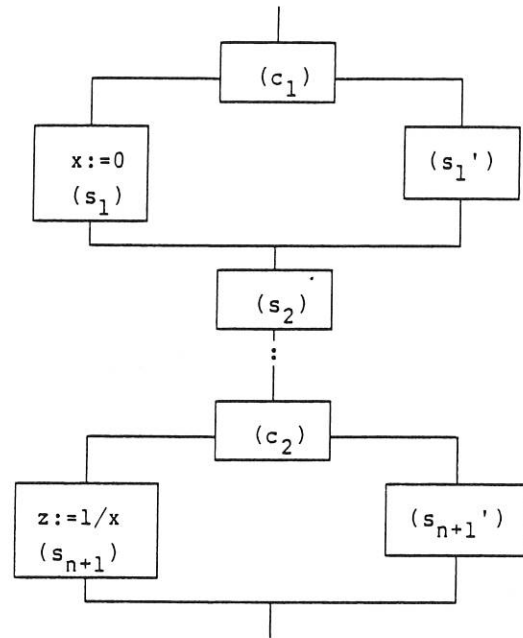 (c₁)
x:=0
(s₁)
(s₁')
(s₂)
:
(c₂)
z:=1/x
(sₙ₊₁)
(sₙ₊₁')